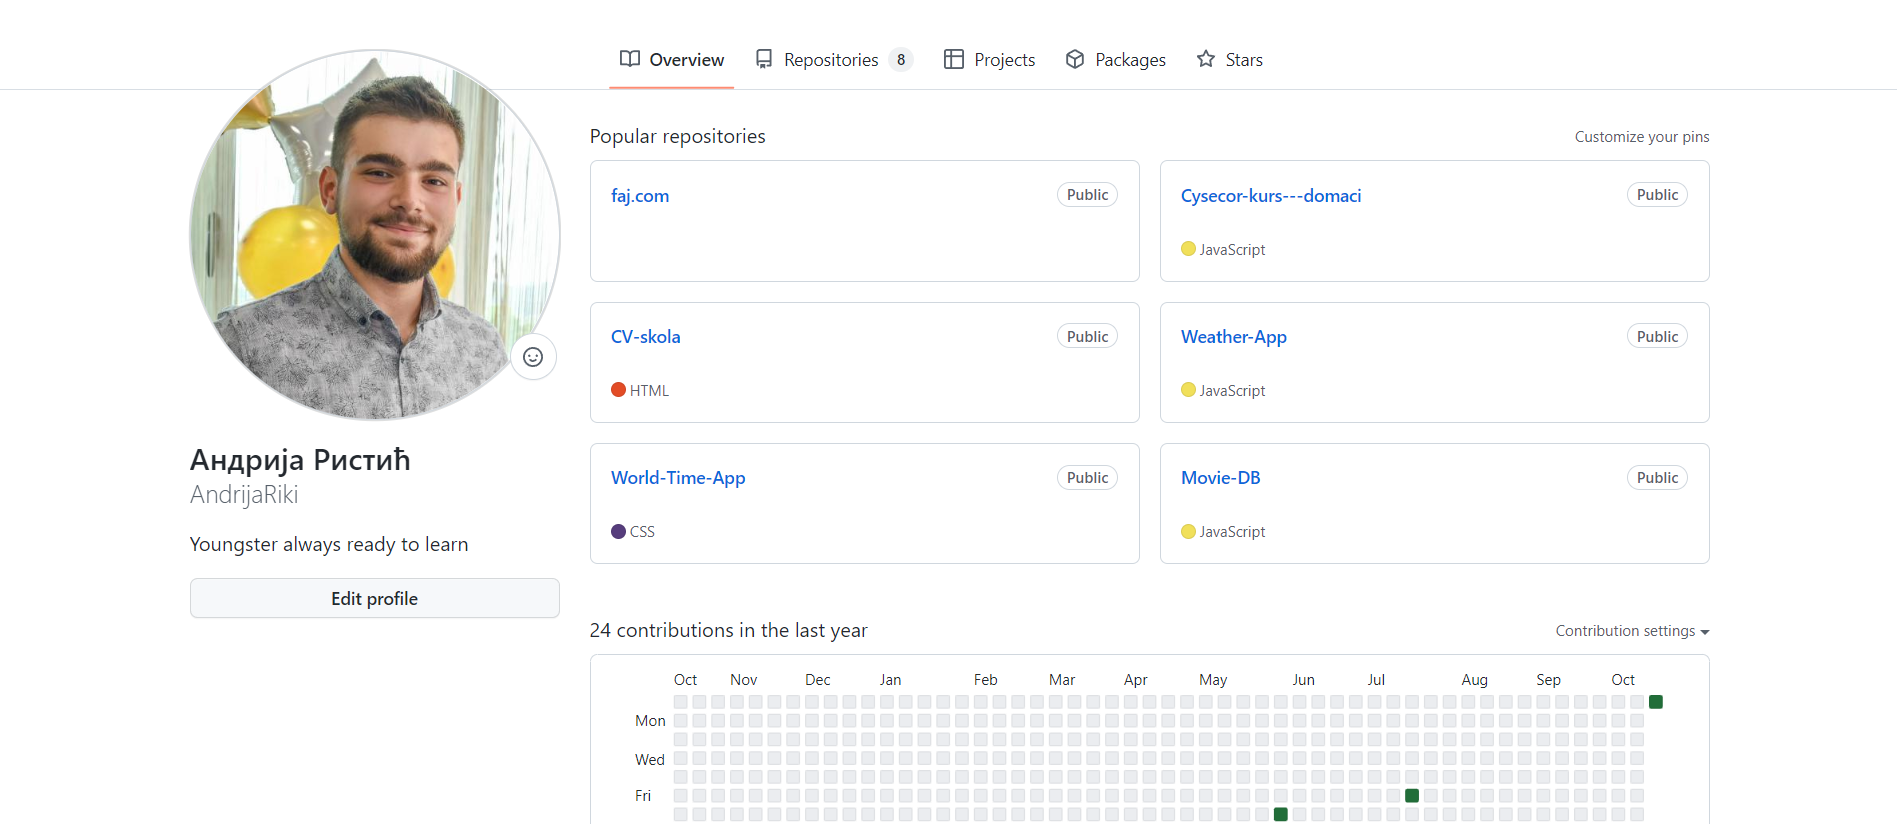 Overview Repositories 8 Projects Packages Stars
Андрија Ристић
AndrijaRiki
Youngster always ready to learn
Edit profile
Popular repositories Customize your pins
faj.com Public
Cysecor-kurs---domaci Public
JavaScript
CV-skola Public
HTML
Weather-App Public
JavaScript
World-Time-App Public
CSS
Movie-DB Public
JavaScript
24 contributions in the last year Contribution settings
Oct Nov Dec Jan Feb Mar Apr May Jun Jul Aug Sep Oct
Mon
Wed
Fri